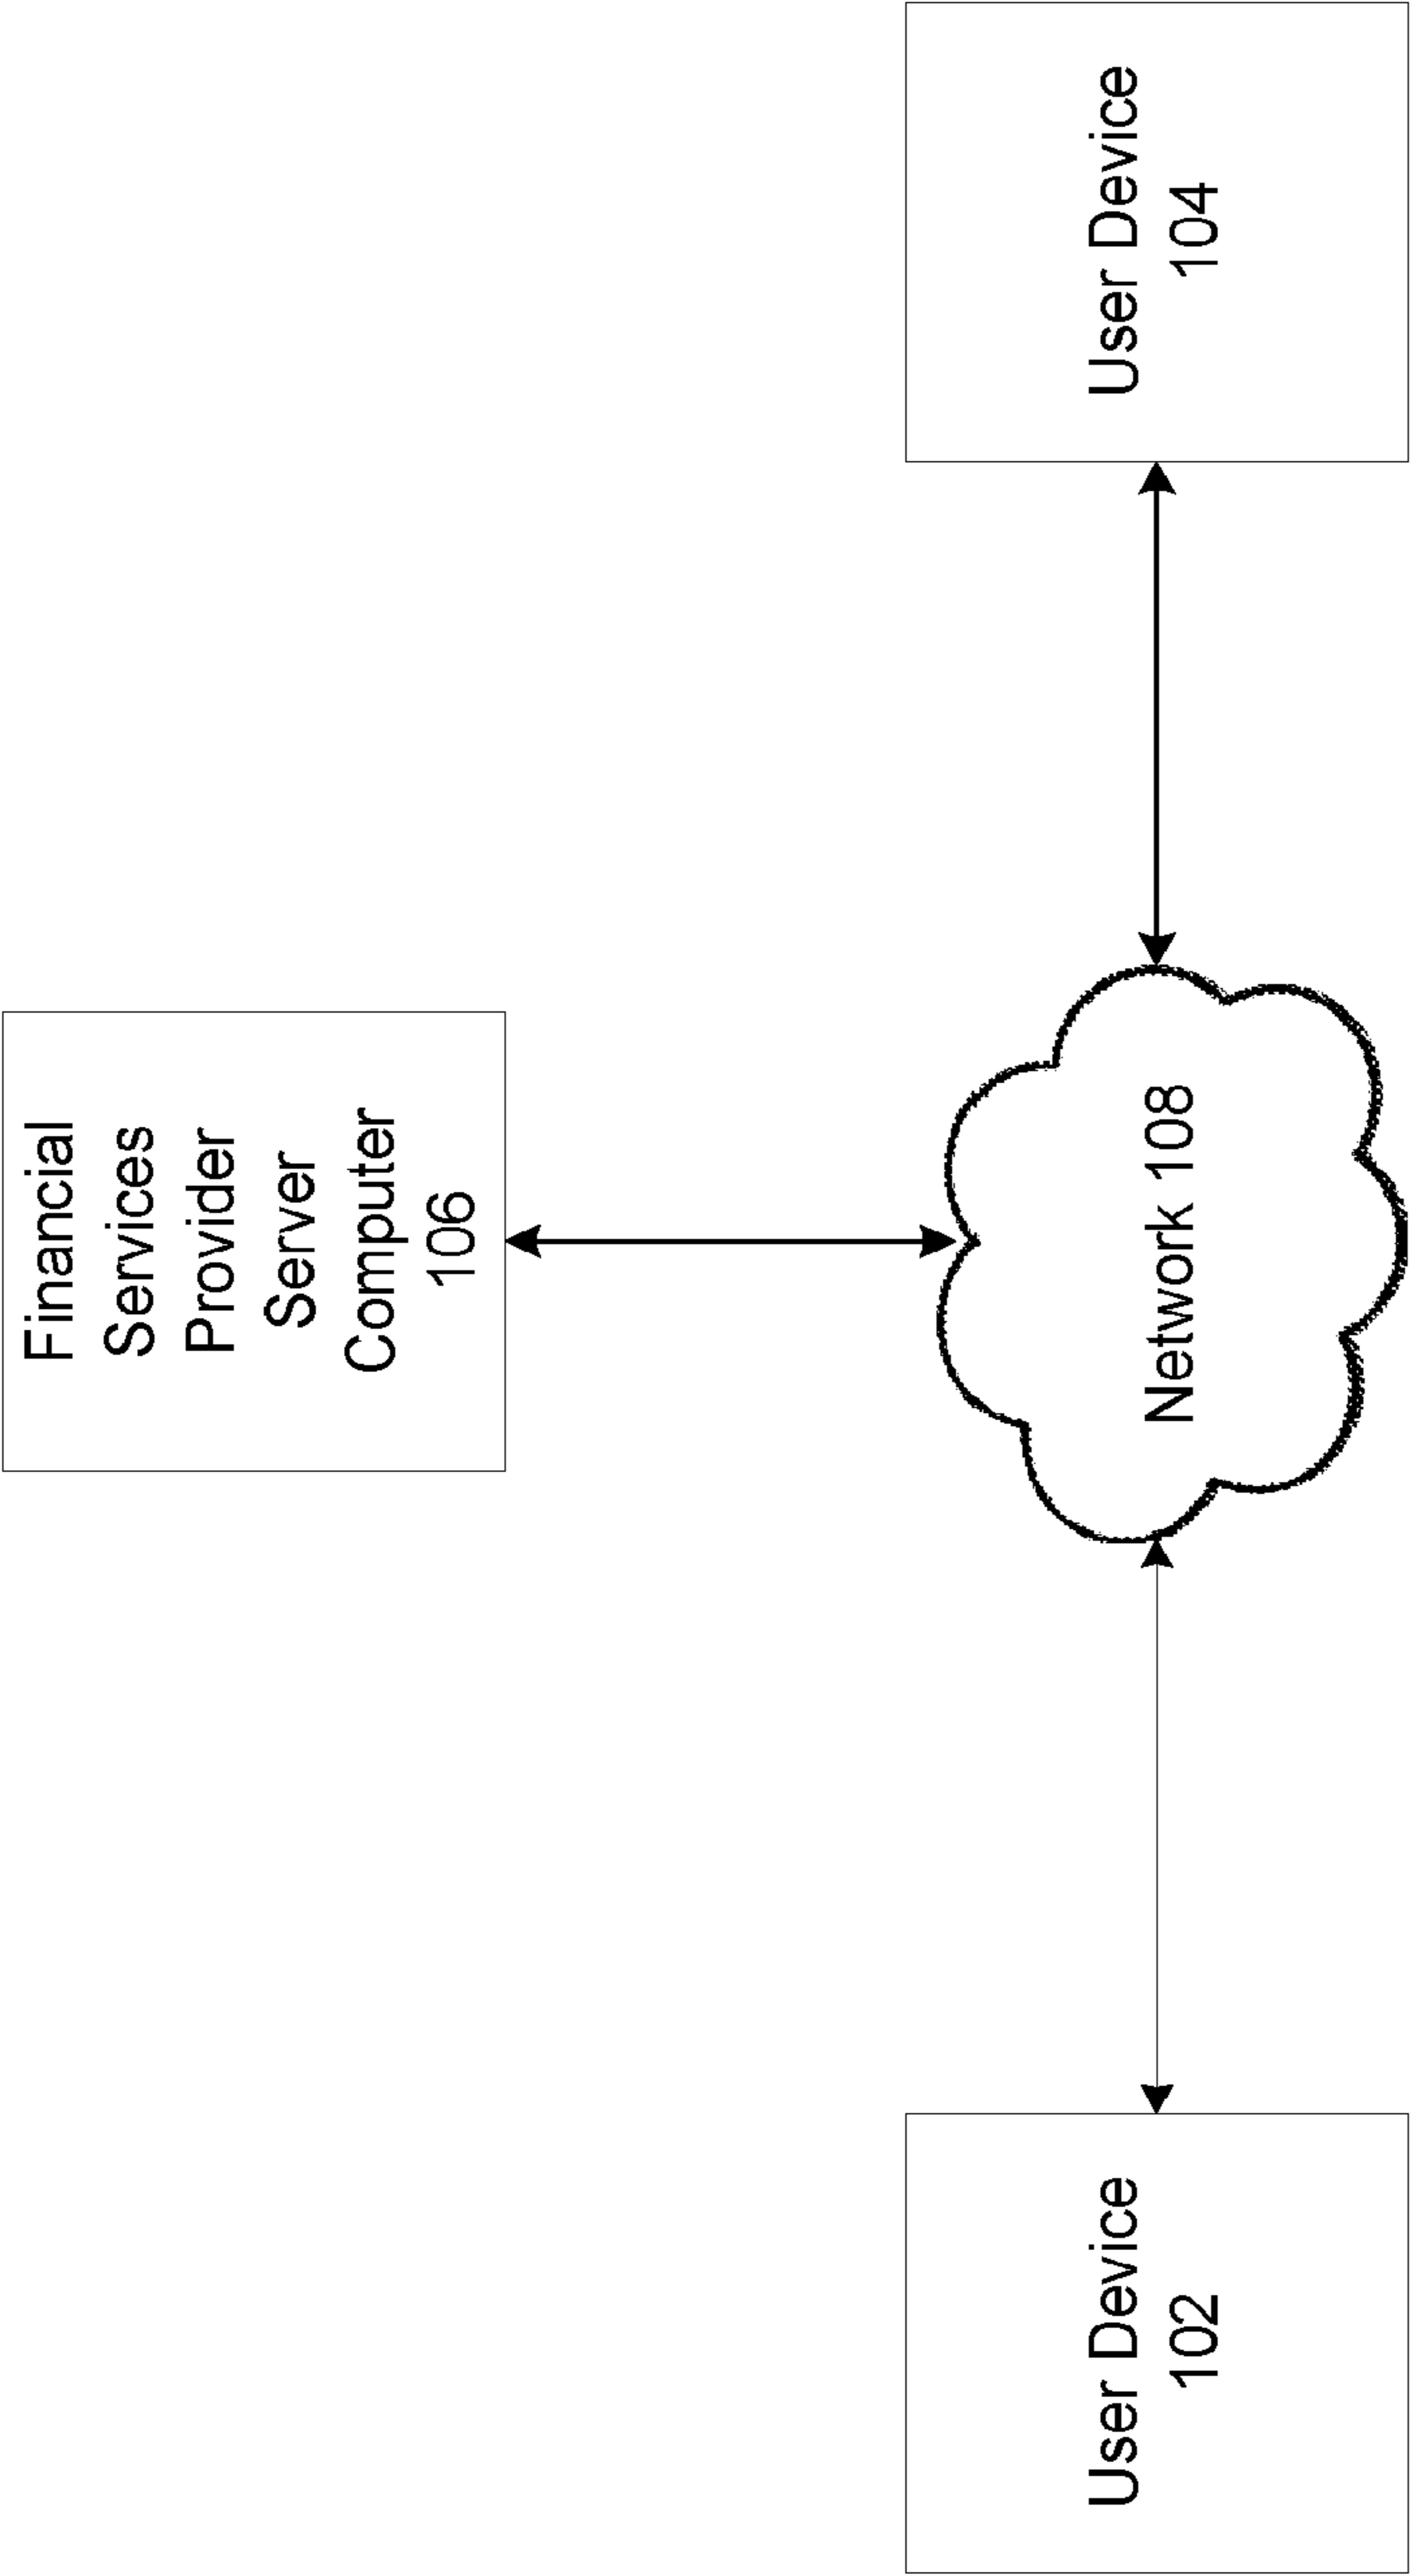 Financial
Services
Provider
Server
Computer
106
User Device
102
Network 108
User Device
104